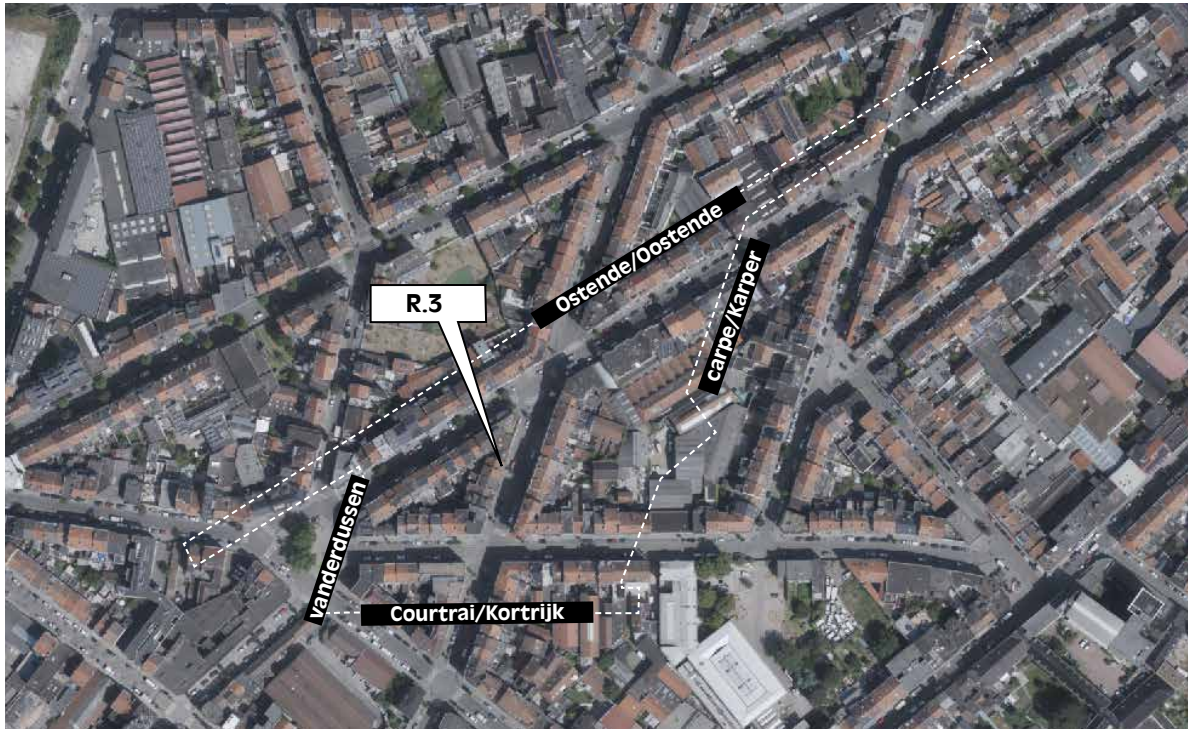 Ostende/Oostende
carpe/Karper
R.3
vanderdussen
Courtrai/Kortrijk